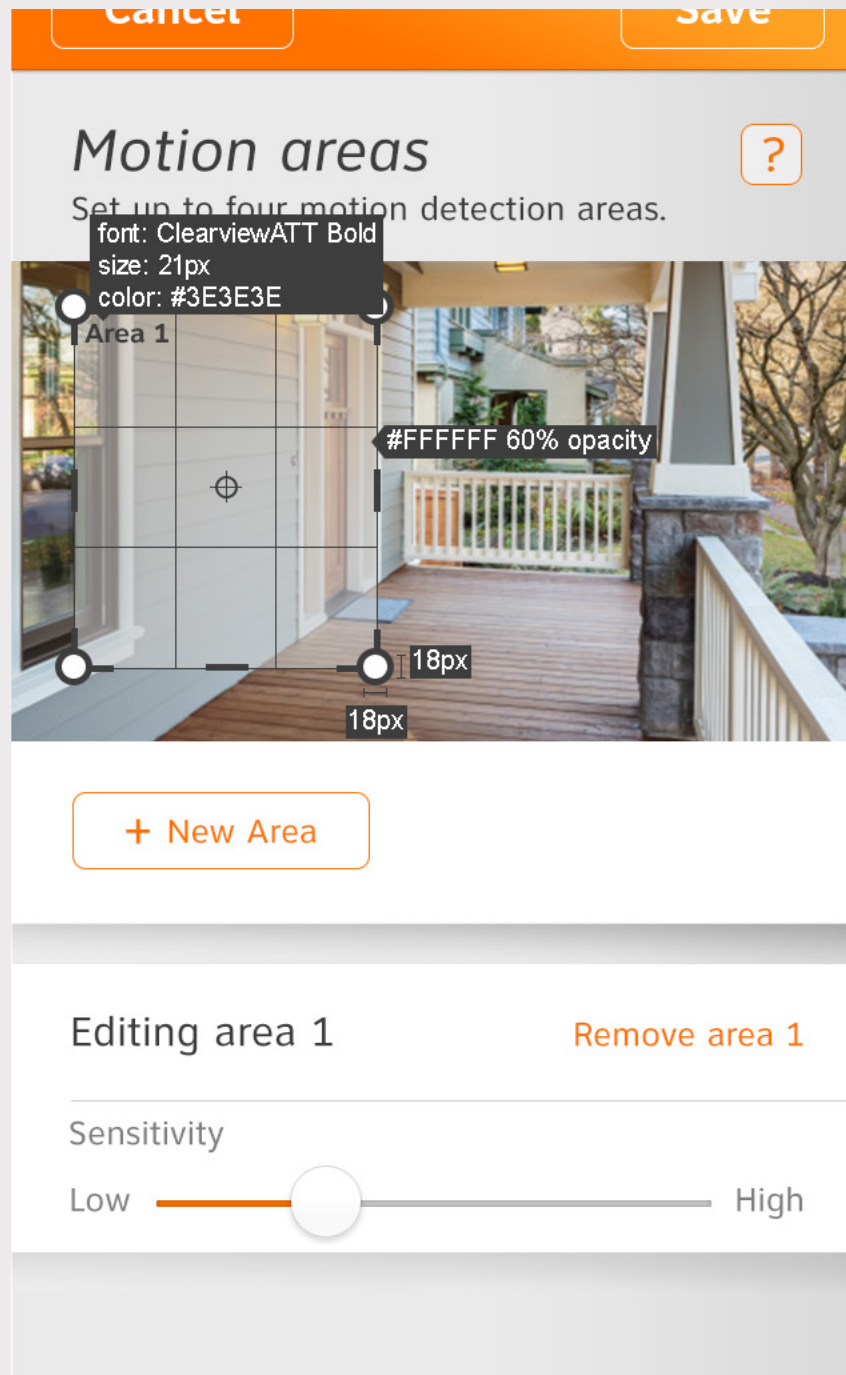 Cancel
Save
Motion areas
?
Set up to four motion detection areas.
font: ClearviewATT Bold
size: 21px
color: #3E3E3E
Area 1
#FFFFFF 60% opacity
18px
18px
+ New Area
Editing area 1
Remove area 1
Sensitivity
Low
High